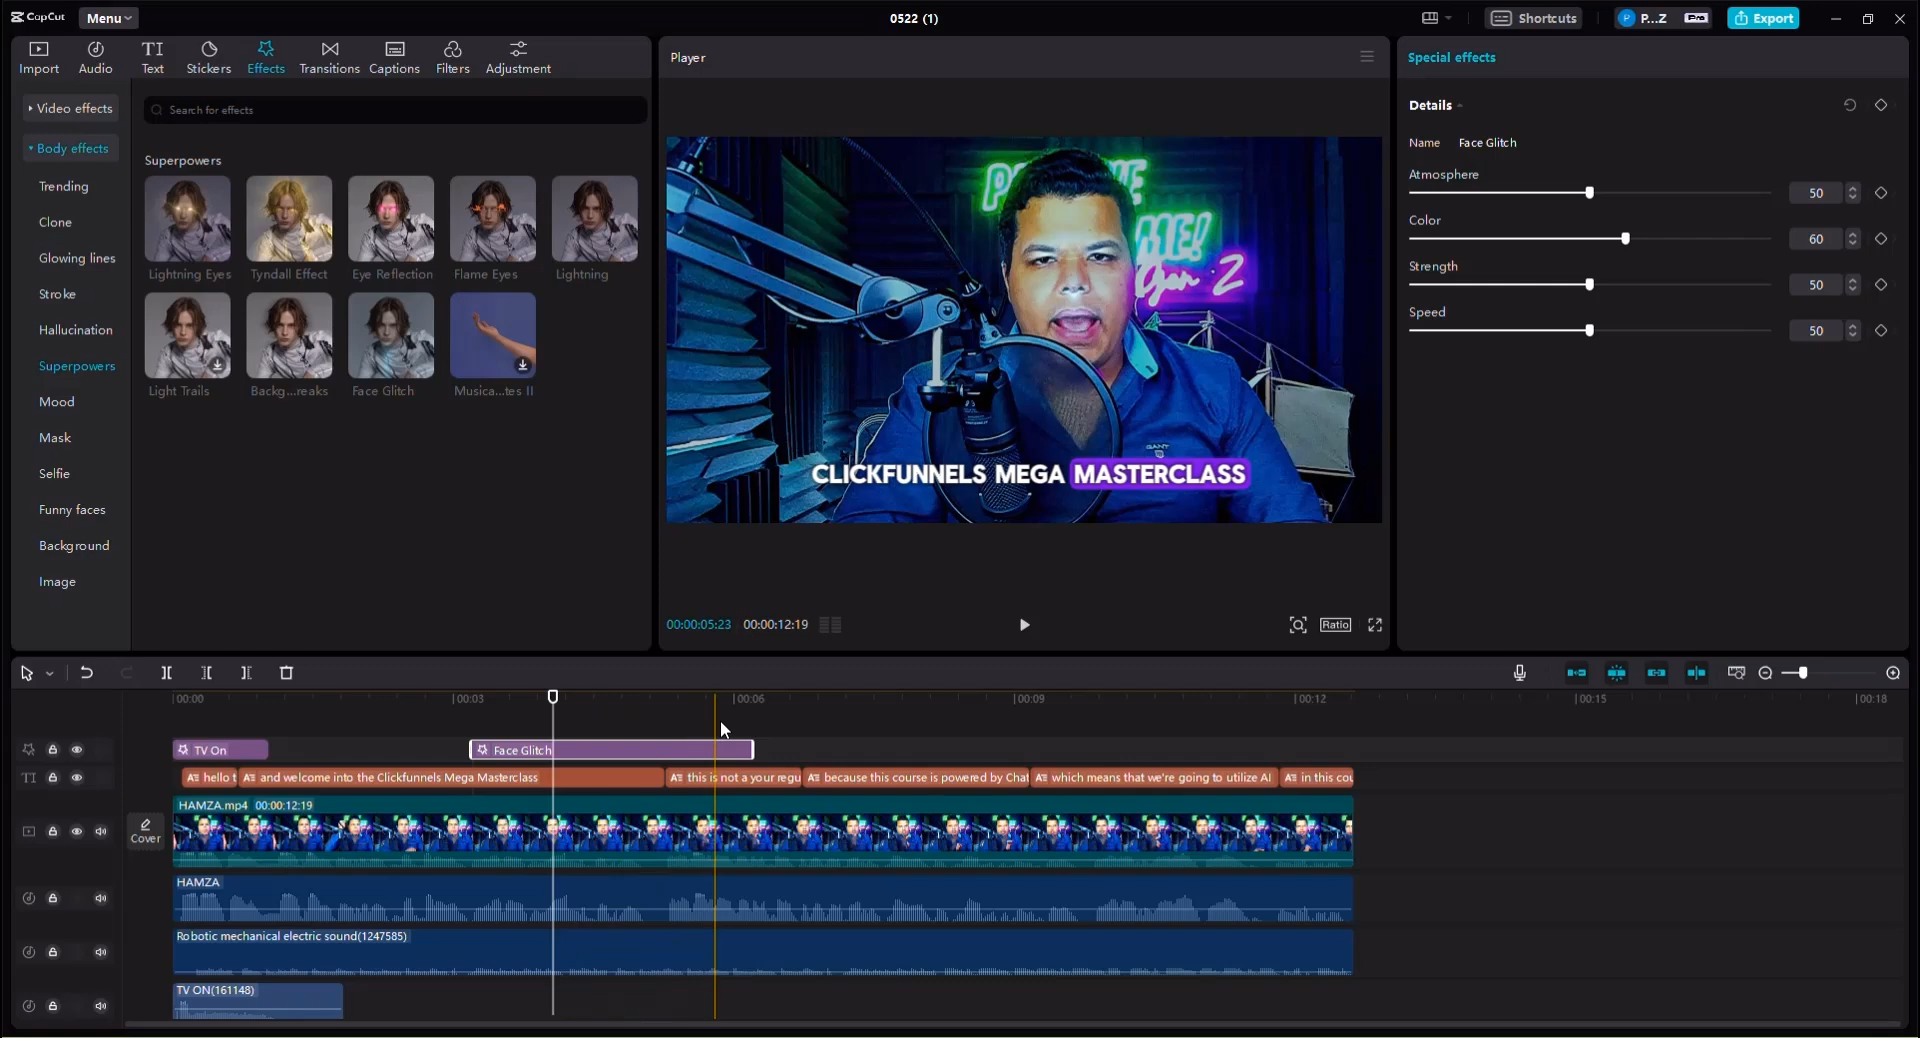 CapCut Menu 0522 (1) Shortcuts P...Z Pro Export
Import Audio Text Stickers Effects Transitions Captions Filters Adjustment
Video effects
Body effects
Trending
Clone
Glowing lines
Stroke
Hallucination
Superpowers
Mood
Mask
Selfie
Funny faces
Background
Image
Search for effects
Superpowers
Lightning Eyes Tyndall Effect Eye Reflection Flame Eyes Lightning
Light Trails Backg...reaks Face Glitch Musica...tes II
Player
ME!
Gen Z
GANT
CLICKFUNNELS MEGA MASTERCLASS
00:00:05:23 00:00:12:19 Ratio
Special effects
Details
Name Face Glitch
Atmosphere
50
Color
60
Strength
50
Speed
50
00:00 00:03 00:06 00:09 00:12 00:15 00:18
TV On Face Glitch
hello t and welcome into the Clickfunnels Mega Masterclass this is not a your regu because this course is powered by Chat which means that we're going to utilize AI in this cou
HAMZA.mp4 00:00:12:19
Cover
HAMZA
Robotic mechanical electric sound(1247585)
TV ON(161148)